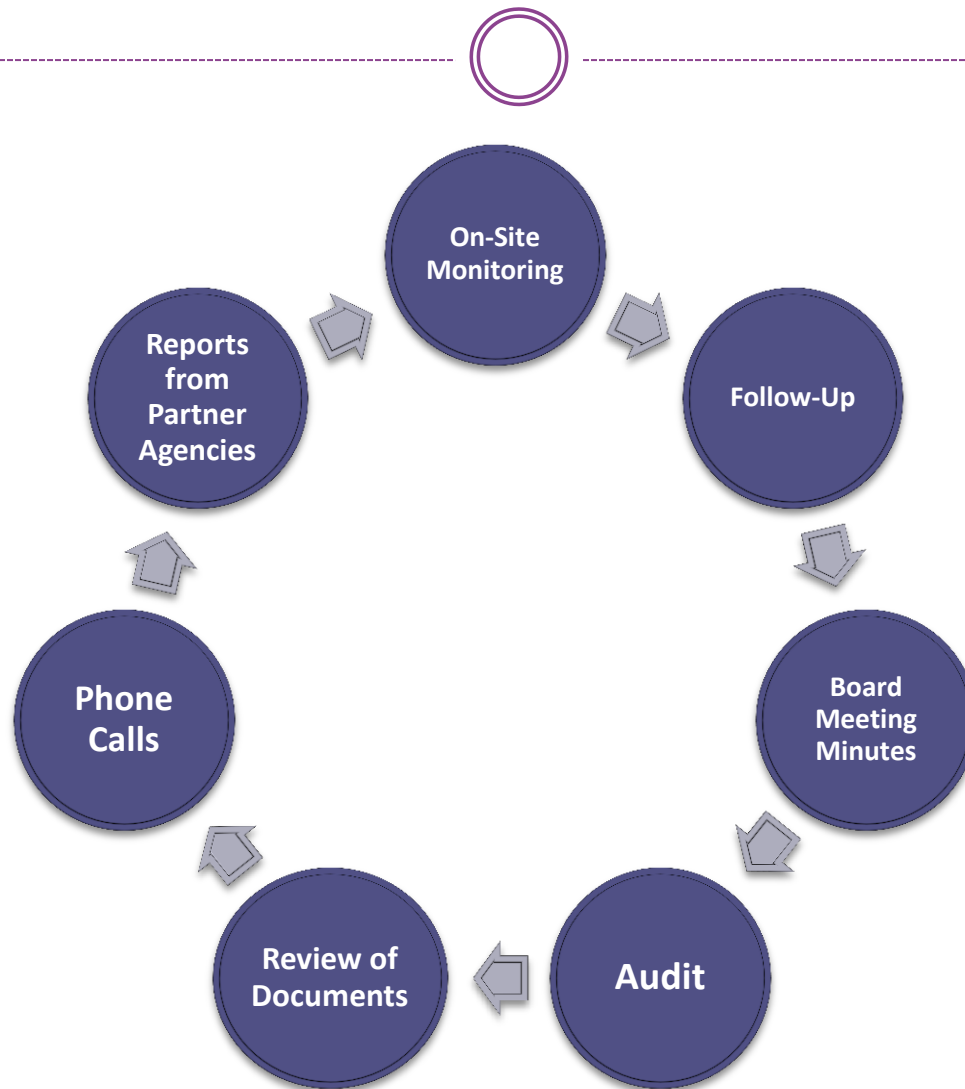 On-Site
Monitoring
Follow-Up
Board
Meeting
Minutes
Audit
Review of
Documents
Phone
Calls
Reports
from
Partner
Agencies